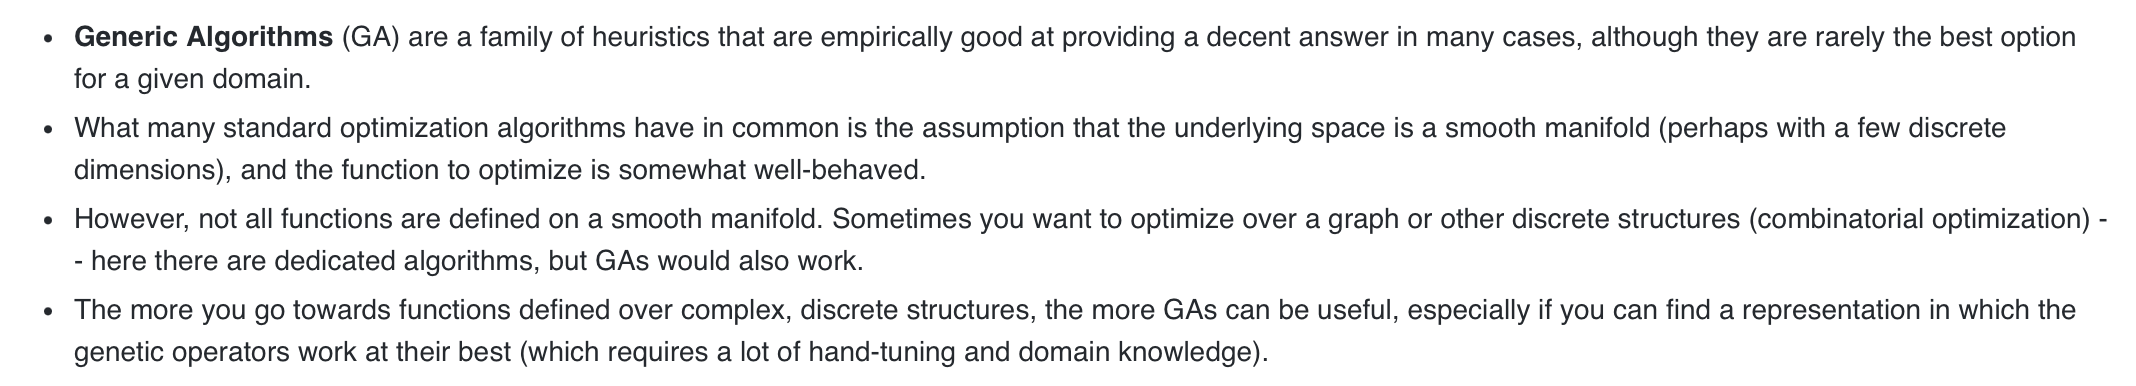 • Generic Algorithms (GA) are a family of heuristics that are empirically good at providing a decent answer in many cases, although they are rarely the best option
for a given domain.
• What many standard optimization algorithms have in common is the assumption that the underlying space is a smooth manifold (perhaps with a few discrete
dimensions), and the function to optimize is somewhat well-behaved.
• However, not all functions are defined on a smooth manifold. Sometimes you want to optimize over a graph or other discrete structures (combinatorial optimization) -
- here there are dedicated algorithms, but GAs would also work.
• The more you go towards functions defined over complex, discrete structures, the more GAs can be useful, especially if you can find a representation in which the
genetic operators work at their best (which requires a lot of hand-tuning and domain knowledge).